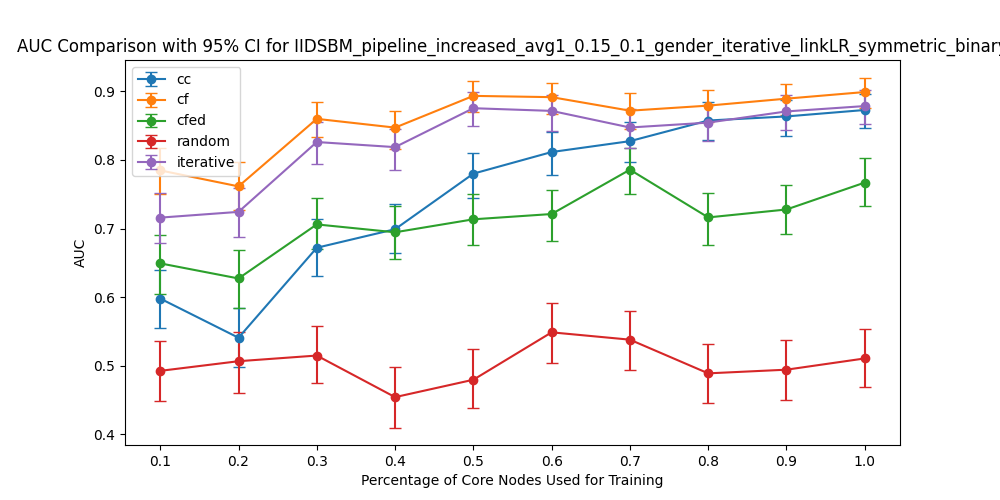 AUC Comparison with 95% CI for IIDSBM_pipeline_increased_avg1_0.15_0.1_gender_iterative_linkLR_symmetric_binary
cc
cf
cfed
random
iterative
AUC
0.9
0.8
0.7
0.6
0.5
0.4
0.1 0.2 0.3 0.4 0.5 0.6 0.7 0.8 0.9 1.0
Percentage of Core Nodes Used for Training